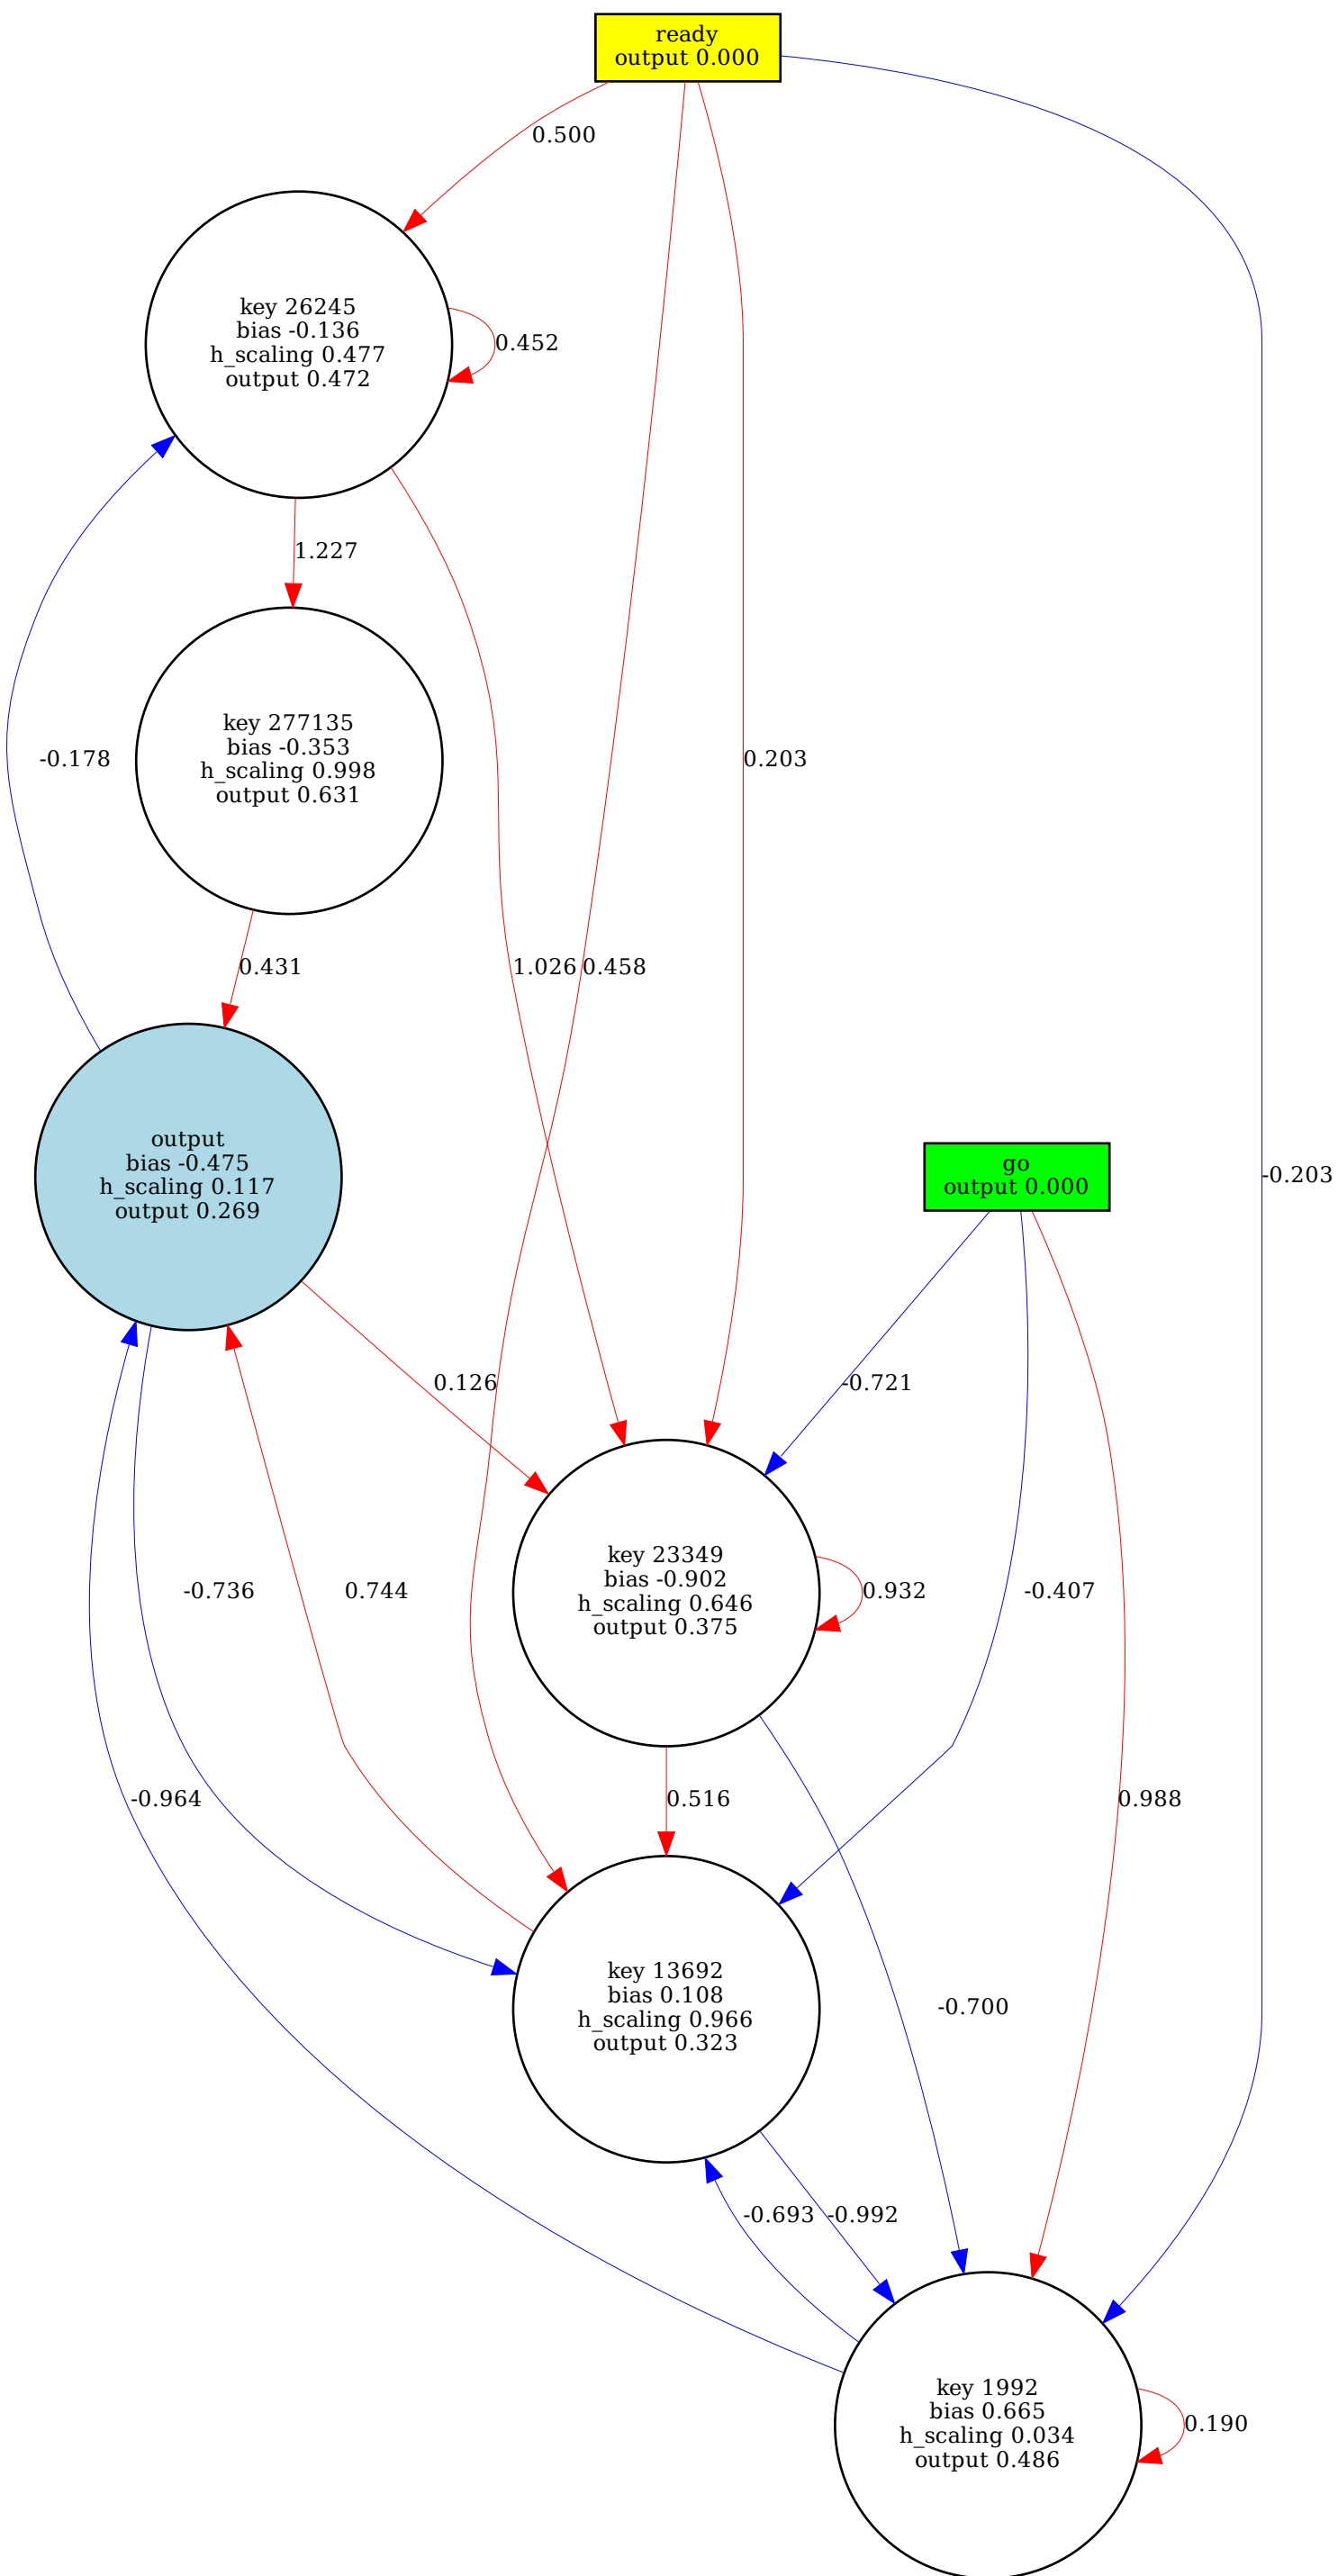 ready
output 0.000
0.500
key 26245
bias -0.136
h_scaling 0.477
output 0.472
0.452
1.227
key 277135
bias -0.353
h_scaling 0.998
output 0.631
-0.178
0.203
0.431
1.026
0.458
output
bias -0.475
h_scaling 0.117
output 0.269
go
output 0.000
-0.203
0.126
-0.721
key 23349
bias -0.902
h_scaling 0.646
output 0.375
-0.736
0.744
0.932
-0.407
-0.964
0.516
0.988
key 13692
bias 0.108
h_scaling 0.966
output 0.323
-0.700
-0.693
-0.992
key 1992
bias 0.665
h_scaling 0.034
output 0.486
0.190